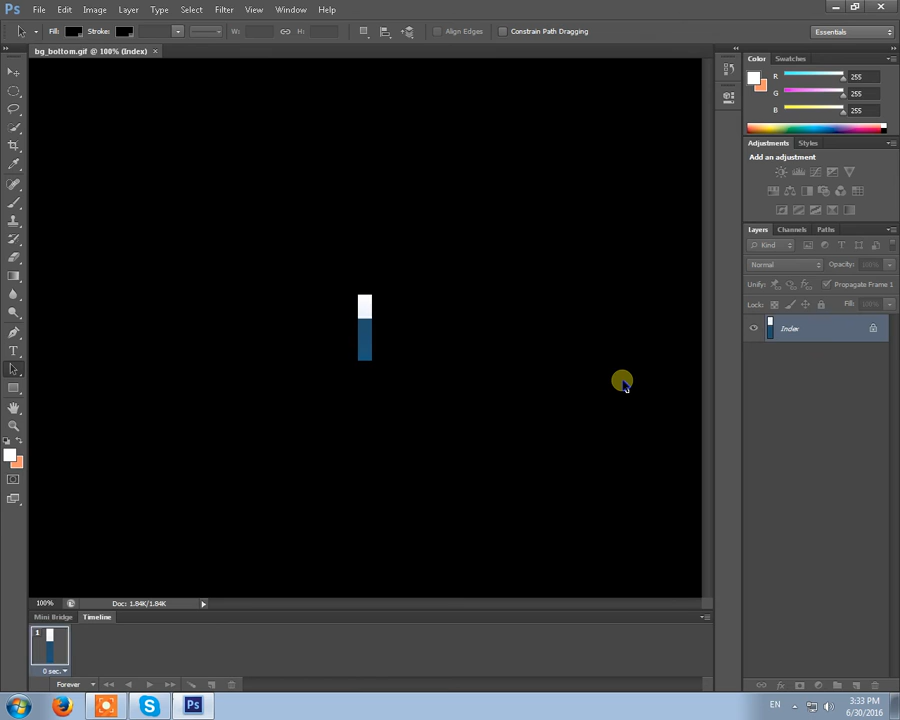 Ps File Edit Image Layer Type Select Filter View Window Help
Fill: Stroke: W: H: Align Edges Constrain Path Dragging Essentials
bg_bottom.gif @ 100% (Index) ×
Color Swatches
R 255
G 255
B 255
Adjustments Styles
Add an adjustment
Layers Channels Paths
Kind
Normal Opacity: 100%
Unify: Propagate Frame 1
Lock: Fill: 100%
Index
T
100% Doc: 1.84K/1.84K
Mini Bridge Timeline
1
0 sec.
Forever
Ps
EN
3:33 PM
6/30/2016